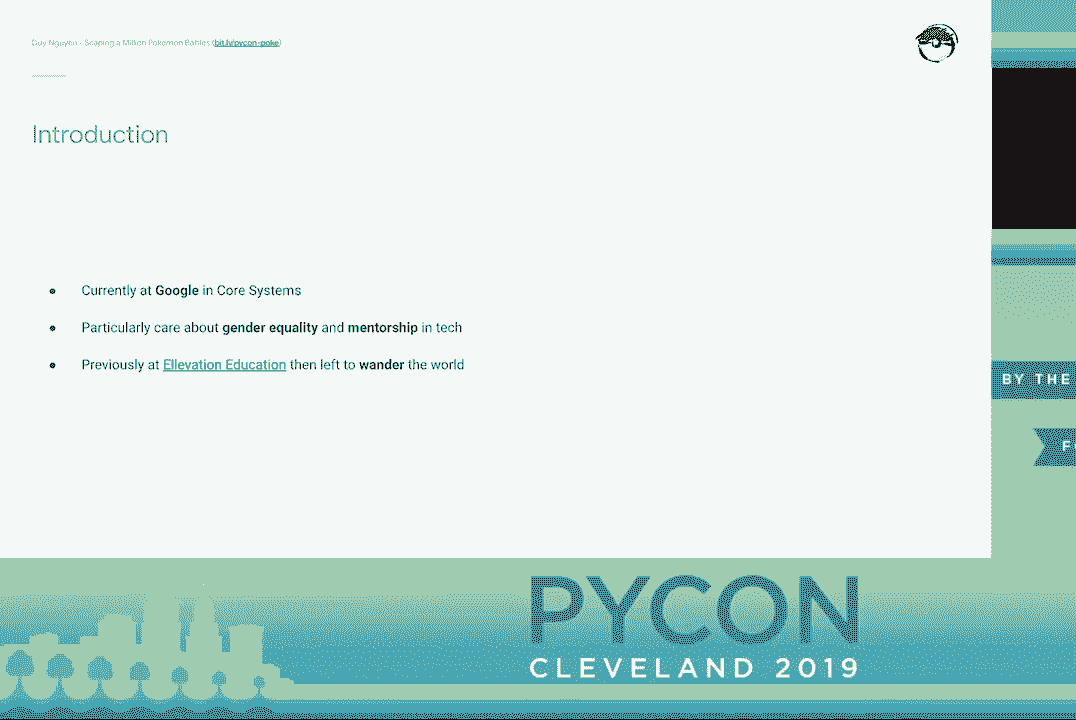 Duy Nguyen - Scraping a Million Pokemon Battles (bit.ly/pycon-poke)
Introduction
Currently at Google in Core Systems
Particularly care about gender equality and mentorship in tech
Previously at Ellevation Education then left to wander the world
BY THE
F
PYCON
CLEVELAND 2019